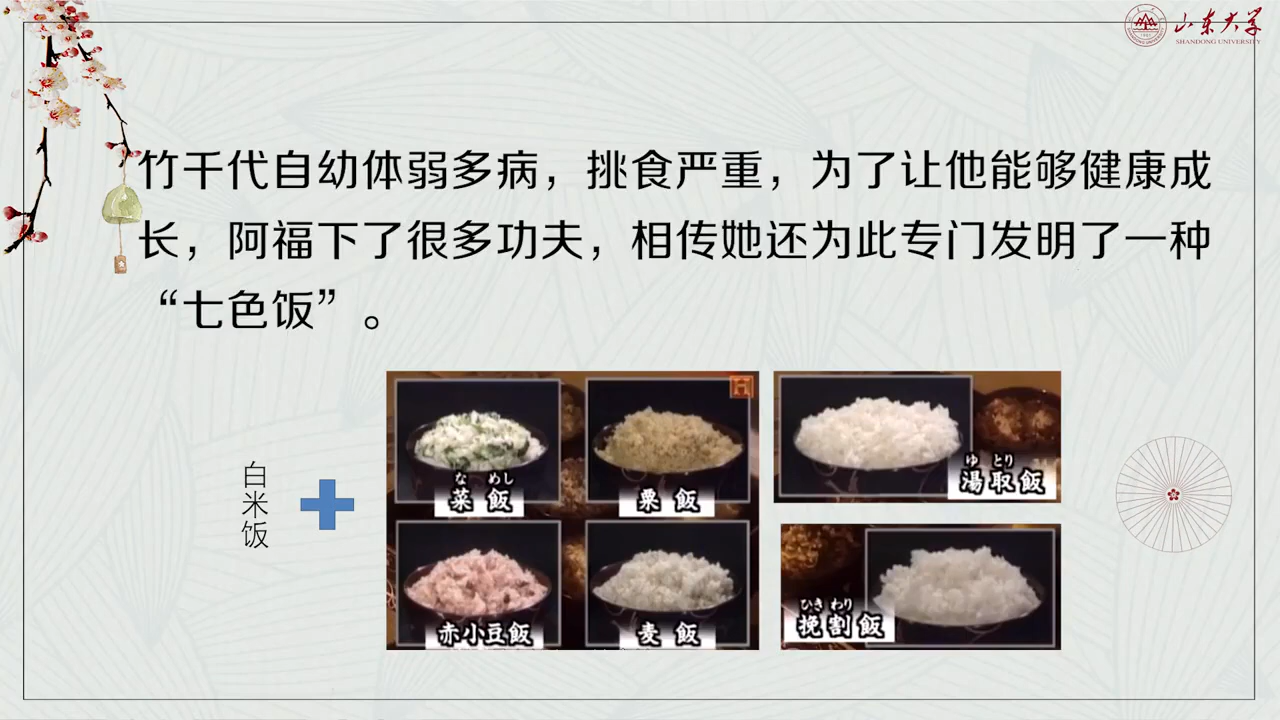 山东大学
SHANDONG UNIVERSITY
竹千代自幼体弱多病，挑食严重，为了让他能够健康成
长，阿福下了很多功夫，相传她还为此专门发明了一种
“七色饭”。
白米饭
な めし
菜飯
粟飯
赤小豆飯
麦飯
ゆ とり
湯取飯
ひき わり
挽割飯